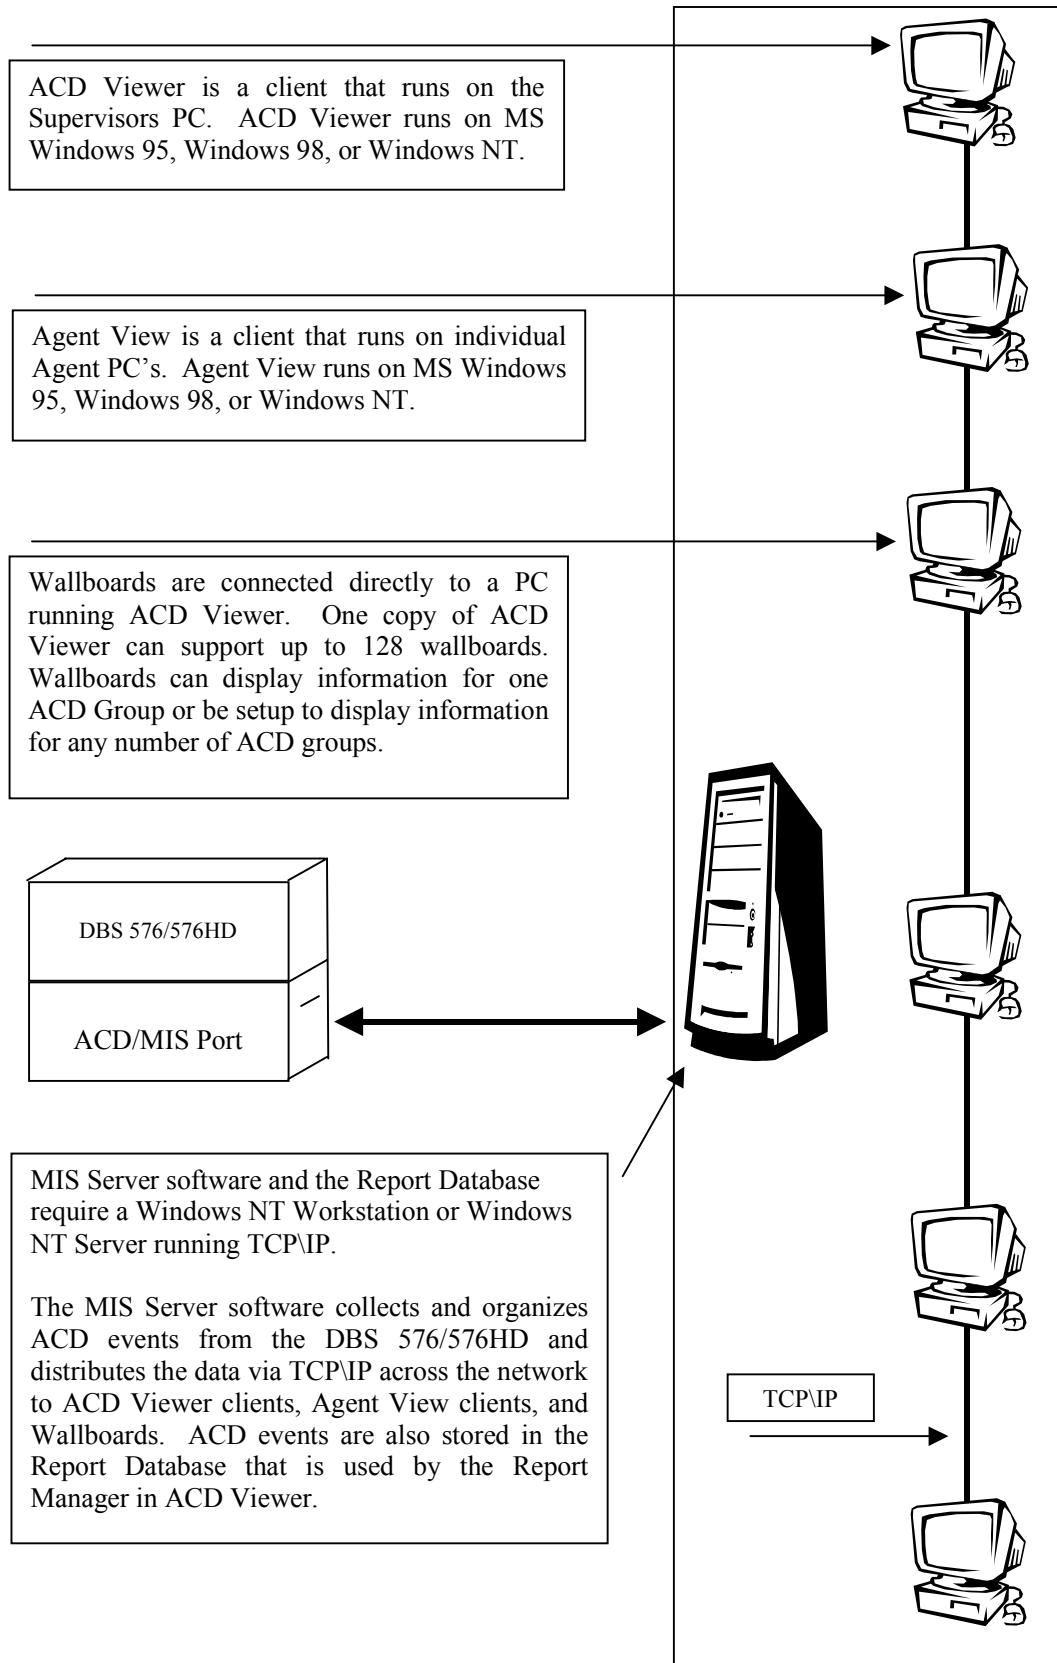 ACD Viewer is a client that runs on the
Supervisors PC. ACD Viewer runs on MS
Windows 95, Windows 98, or Windows NT.
Agent View is a client that runs on individual
Agent PC’s. Agent View runs on MS Windows
95, Windows 98, or Windows NT.
Wallboards are connected directly to a PC
running ACD Viewer. One copy of ACD
Viewer can support up to 128 wallboards.
Wallboards can display information for one
ACD Group or be setup to display information
for any number of ACD groups.
DBS 576/576HD
ACD/MIS Port
MIS Server software and the Report Database
require a Windows NT Workstation or Windows
NT Server running TCP\IP.
The MIS Server software collects and organizes
ACD events from the DBS 576/576HD and
distributes the data via TCP\IP across the network
to ACD Viewer clients, Agent View clients, and
Wallboards. ACD events are also stored in the
Report Database that is used by the Report
Manager in ACD Viewer.
TCP\IP